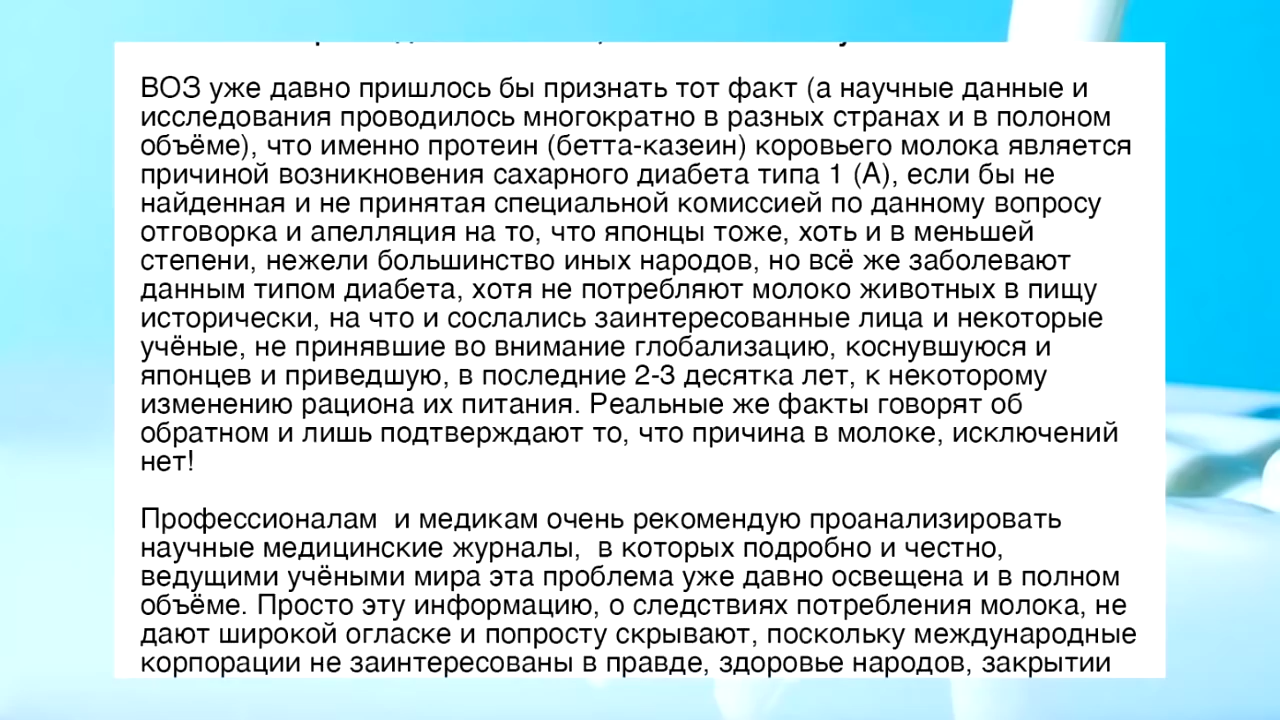 ВОЗ уже давно пришлось бы признать тот факт (а научные данные и
исследования проводилось многократно в разных странах и в полоном
объёме), что именно протеин (бетта-казеин) коровьего молока является
причиной возникновения сахарного диабета типа 1 (А), если бы не
найденная и не принятая специальной комиссией по данному вопросу
отговорка и апелляция на то, что японцы тоже, хоть и в меньшей
степени, нежели большинство иных народов, но всё же заболевают
данным типом диабета, хотя не потребляют молоко животных в пищу
исторически, на что и сослались заинтересованные лица и некоторые
учёные, не принявшие во внимание глобализацию, коснувшуюся и
японцев и приведшую, в последние 2-3 десятка лет, к некоторому
изменению рациона их питания. Реальные же факты говорят об
обратном и лишь подтверждают то, что причина в молоке, исключений
нет!
Профессионалам  и медикам очень рекомендую проанализировать
научные медицинские журналы,  в которых подробно и честно,
ведущими учёными мира эта проблема уже давно освещена и в полном
объёме. Просто эту информацию, о следствиях потребления молока, не
дают широкой огласке и попросту скрывают, поскольку международные
корпорации не заинтересованы в правде, здоровье народов, закрытии